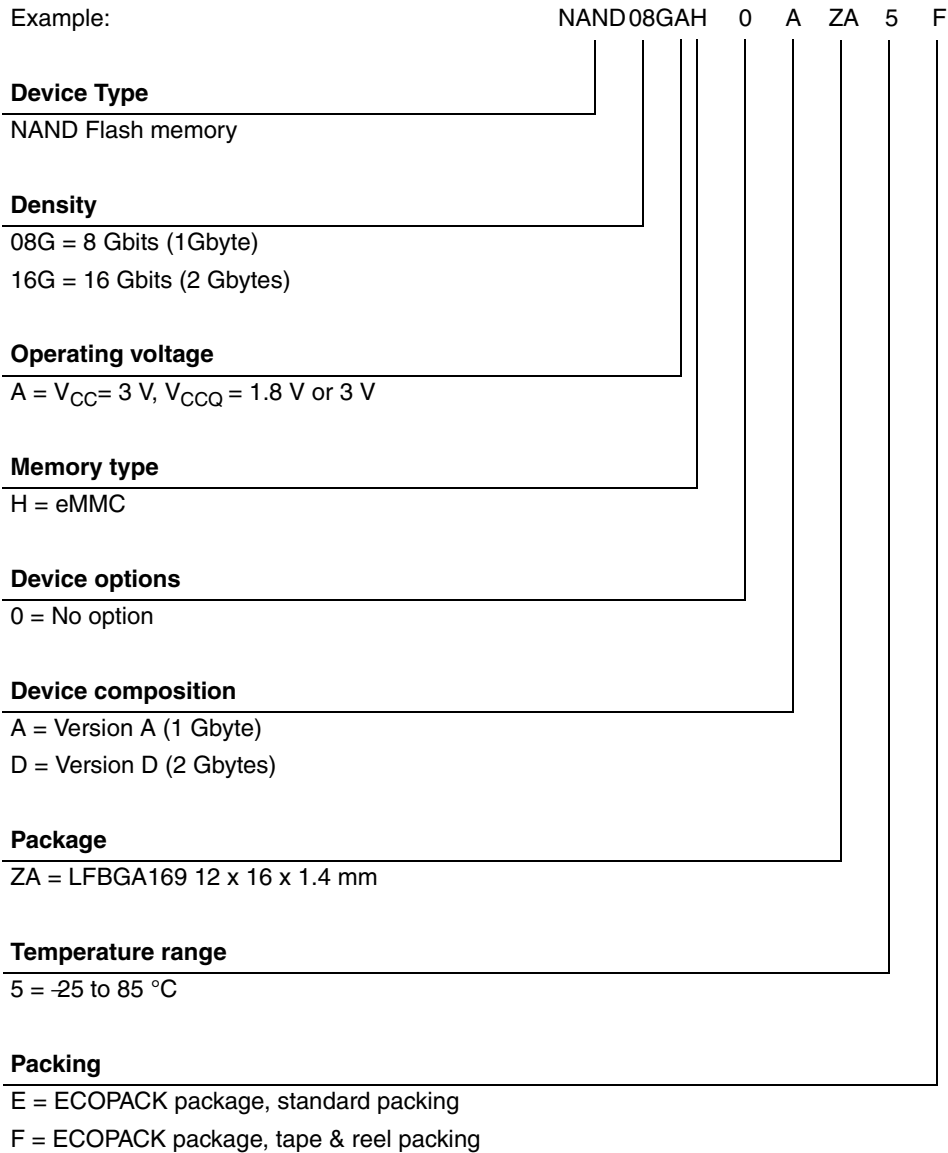 Example: NAND08GAH 0 A ZA 5 F
Device Type
NAND Flash memory
Density
08G = 8 Gbits (1Gbyte)
16G = 16 Gbits (2 Gbytes)
Operating voltage
A = VCC= 3 V, VCCQ = 1.8 V or 3 V
Memory type
H = eMMC
Device options
0 = No option
Device composition
A = Version A (1 Gbyte)
D = Version D (2 Gbytes)
Package
ZA = LFBGA169 12 x 16 x 1.4 mm
Temperature range
5 = –25 to 85 °C
Packing
E = ECOPACK package, standard packing
F = ECOPACK package, tape & reel packing